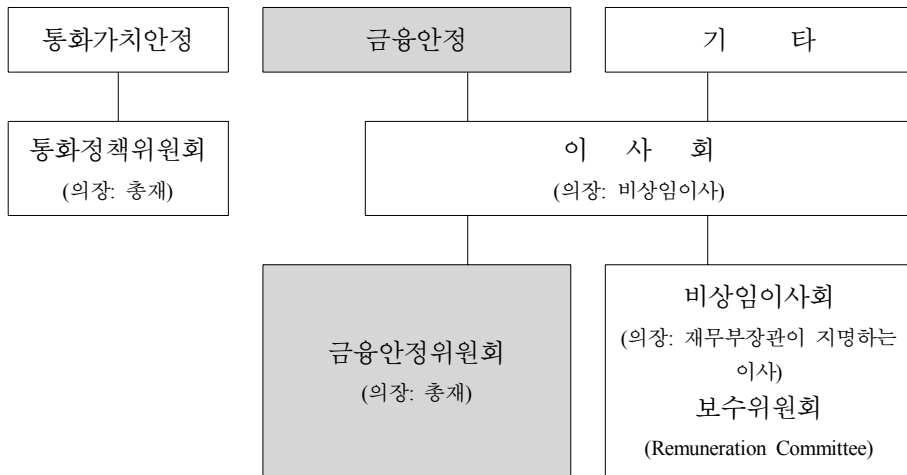 통화가치안정
금융안정
기 타
통화정책위원회
(의장: 총재)
이 사 회
(의장: 비상임이사)
금융안정위원회
(의장: 총재)
비상임이사회
(의장: 재무부장관이 지명하는
이사)
보수위원회
(Remuneration Committee)